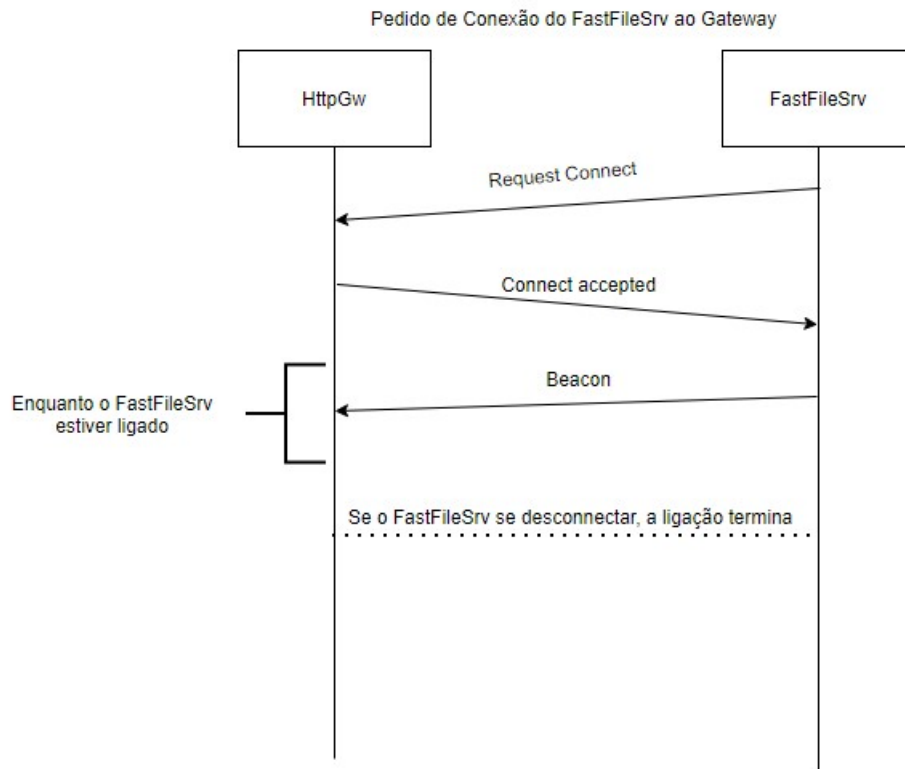 Pedido de Conexão do FastFileSrv ao Gateway
HttpGw
FastFileSrv
Request Connect
Connect accepted
Beacon
Enquanto o FastFileSrv
estiver ligado
Se o FastFileSrv se desconnectar, a ligação termina